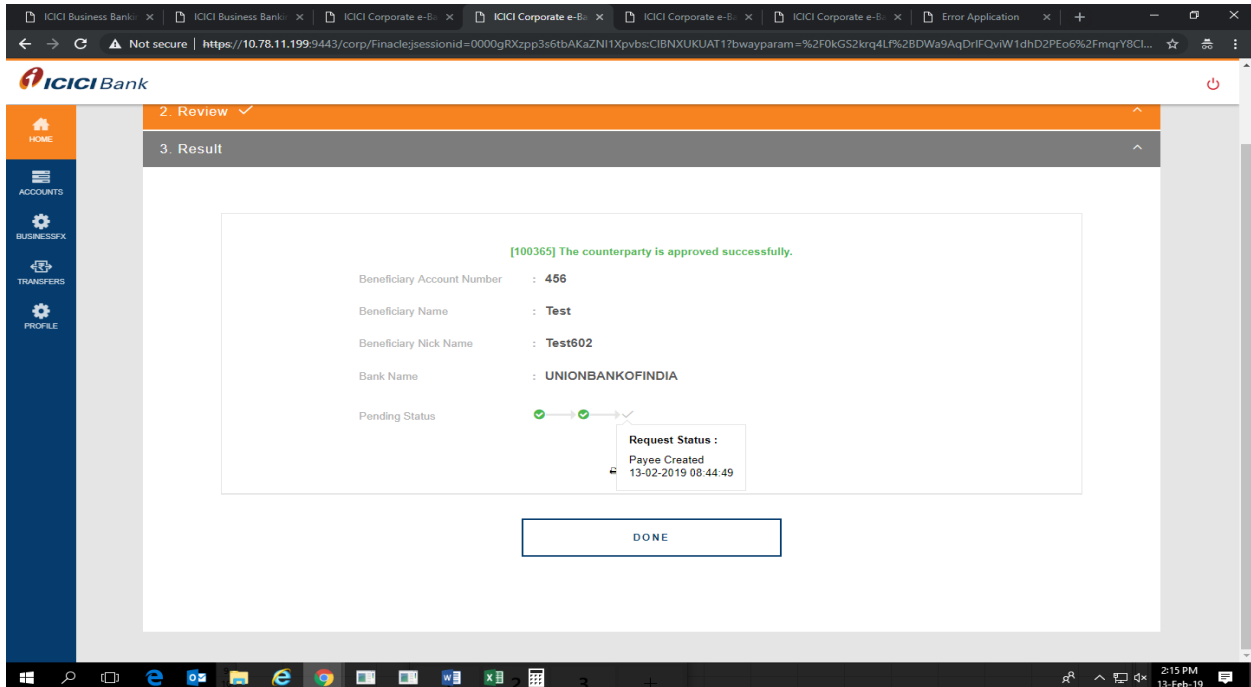 ICICI Business Bankin
ICICI Business Bankin
ICICI Corporate e-Ba
ICICI Corporate e-Ba
ICICI Corporate e-Ba
ICICI Corporate e-Ba
Error Application
Not secure | https://10.78.11.199:9443/corp/Finacle;jsessionid=0000gRXzpp3s6tbAKaZNI1Xpvbs:CIBNXUKUAT1?bwayparam=%2F0kGS2krq4Lf%2BDWa9AqDrIFQviW1dhD2PEo6%2FmqrY8Cl...
ICICI Bank
HOME
ACCOUNTS
BUSINESSFX
TRANSFERS
PROFILE
2. Review
3. Result
[100365] The counterparty is approved successfully.
Beneficiary Account Number : 456
Beneficiary Name : Test
Beneficiary Nick Name : Test602
Bank Name : UNIONBANKOFINDIA
Pending Status
Request Status :
Payee Created
13-02-2019 08:44:49
DONE
2 3
2:15 PM
13-Feb-19